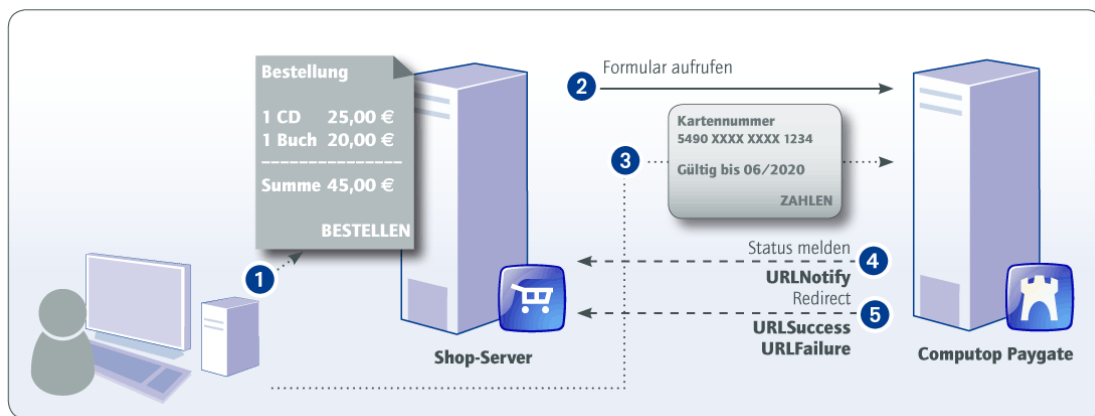 Bestellung
1 CD 25,00 €
1 Buch 20,00 €
---------------
Summe 45,00 €
BESTELLEN
1
Shop-Server
2
Formular aufrufen
3
Kartennummer
5490 XXXX XXXX 1234
Gültig bis 06/2020
ZAHLEN
Status melden
4
URLNotify
Redirect
5
URLSuccess
URLFailure
Computop Paygate